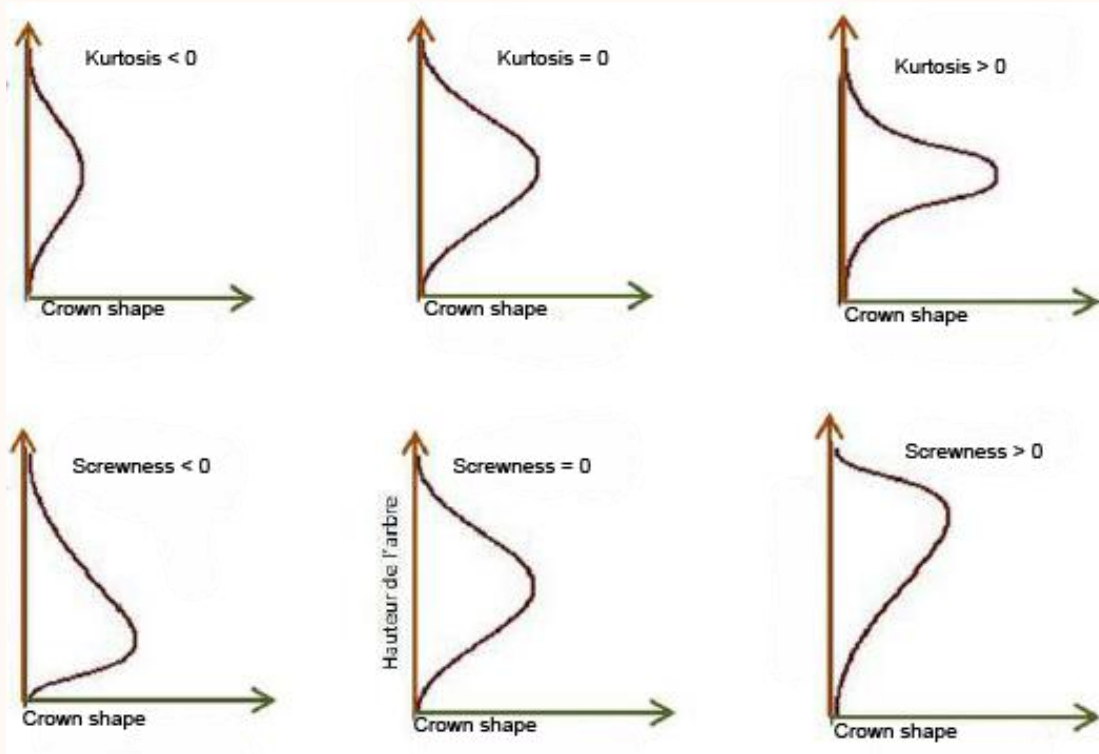 Kurtosis < 0
Kurtosis = 0
Kurtosis > 0
Crown shape
Crown shape
Crown shape
Screwness < 0
Screwness = 0
Screwness > 0
Hauteur de l'arbre
Crown shape
Crown shape
Crown shape